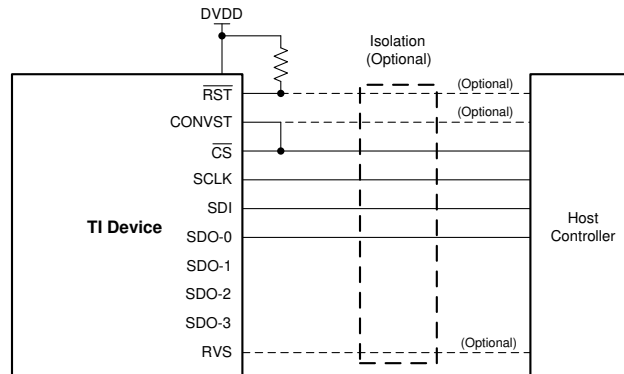 DVDD
Isolation
(Optional)
RST
(Optional)
CONVST
(Optional)
CS
SCLK
SDI
TI Device
SDO-0
Host
Controller
SDO-1
SDO-2
SDO-3
RVS
(Optional)